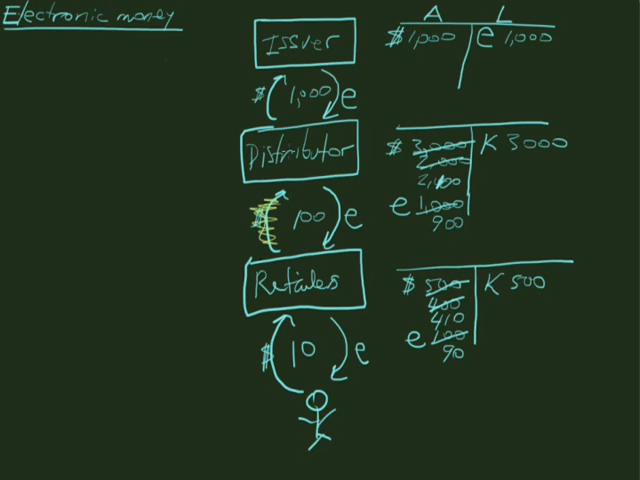 Electronic money
A L
Issuer
$ 1,000 e 1,000
$ 1,000 e
Distributor
$ 3,000 K 3000
2,000
2,100
e 1,000
900
$ 100 e
Retailer
$ 500 K 500
400
410
e 100
90
$ 10 e